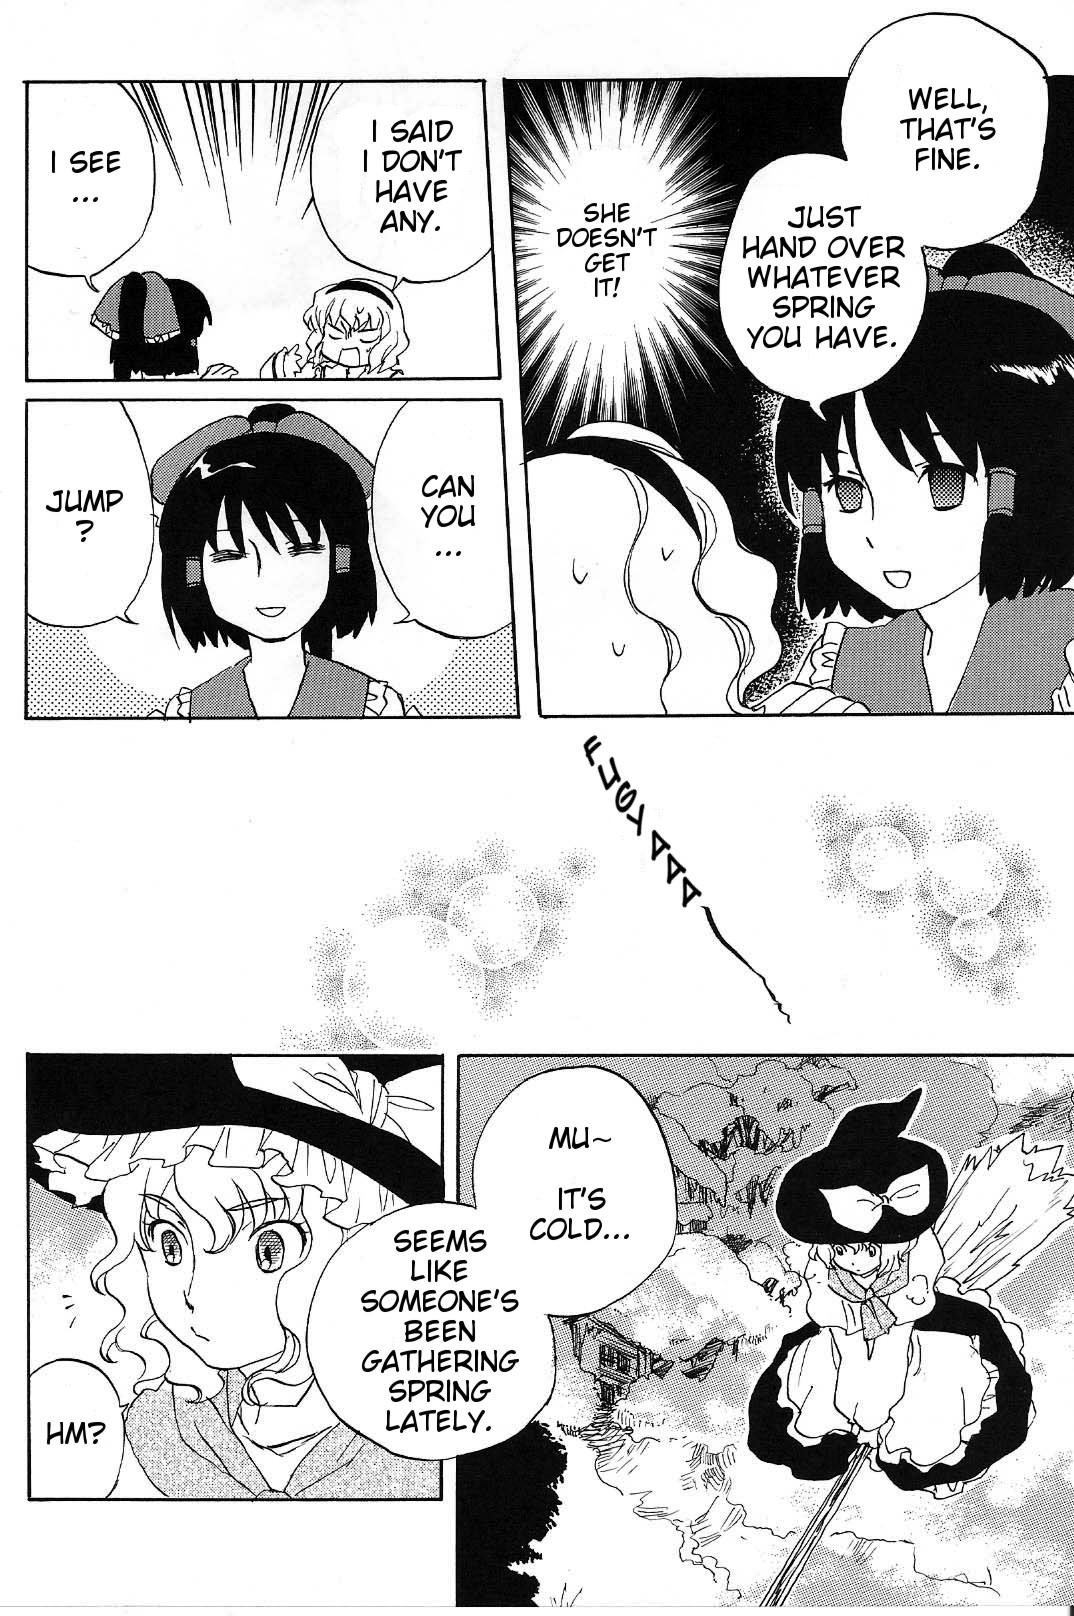 WELL,
THAT'S
FINE.
JUST
HAND OVER
WHATEVER
SPRING
YOU HAVE.
SHE
DOESN'T
GET
IT!
I SAID
I DON'T
HAVE
ANY.
I SEE
...
CAN
YOU
...
JUMP
?
FUSYAAA
MU~
IT'S
COLD...
SEEMS
LIKE
SOMEONE'S
BEEN
GATHERING
SPRING
LATELY.
HM?